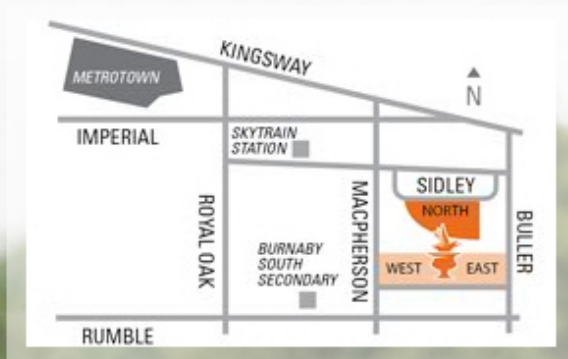 KINGSWAY
METROTOWN
N
IMPERIAL
SKYTRAIN
STATION
SIDLEY
NORTH
ROYAL OAK
MACPHERSON
BULLER
BURNABY
SOUTH
SECONDARY
WEST
EAST
RUMBLE